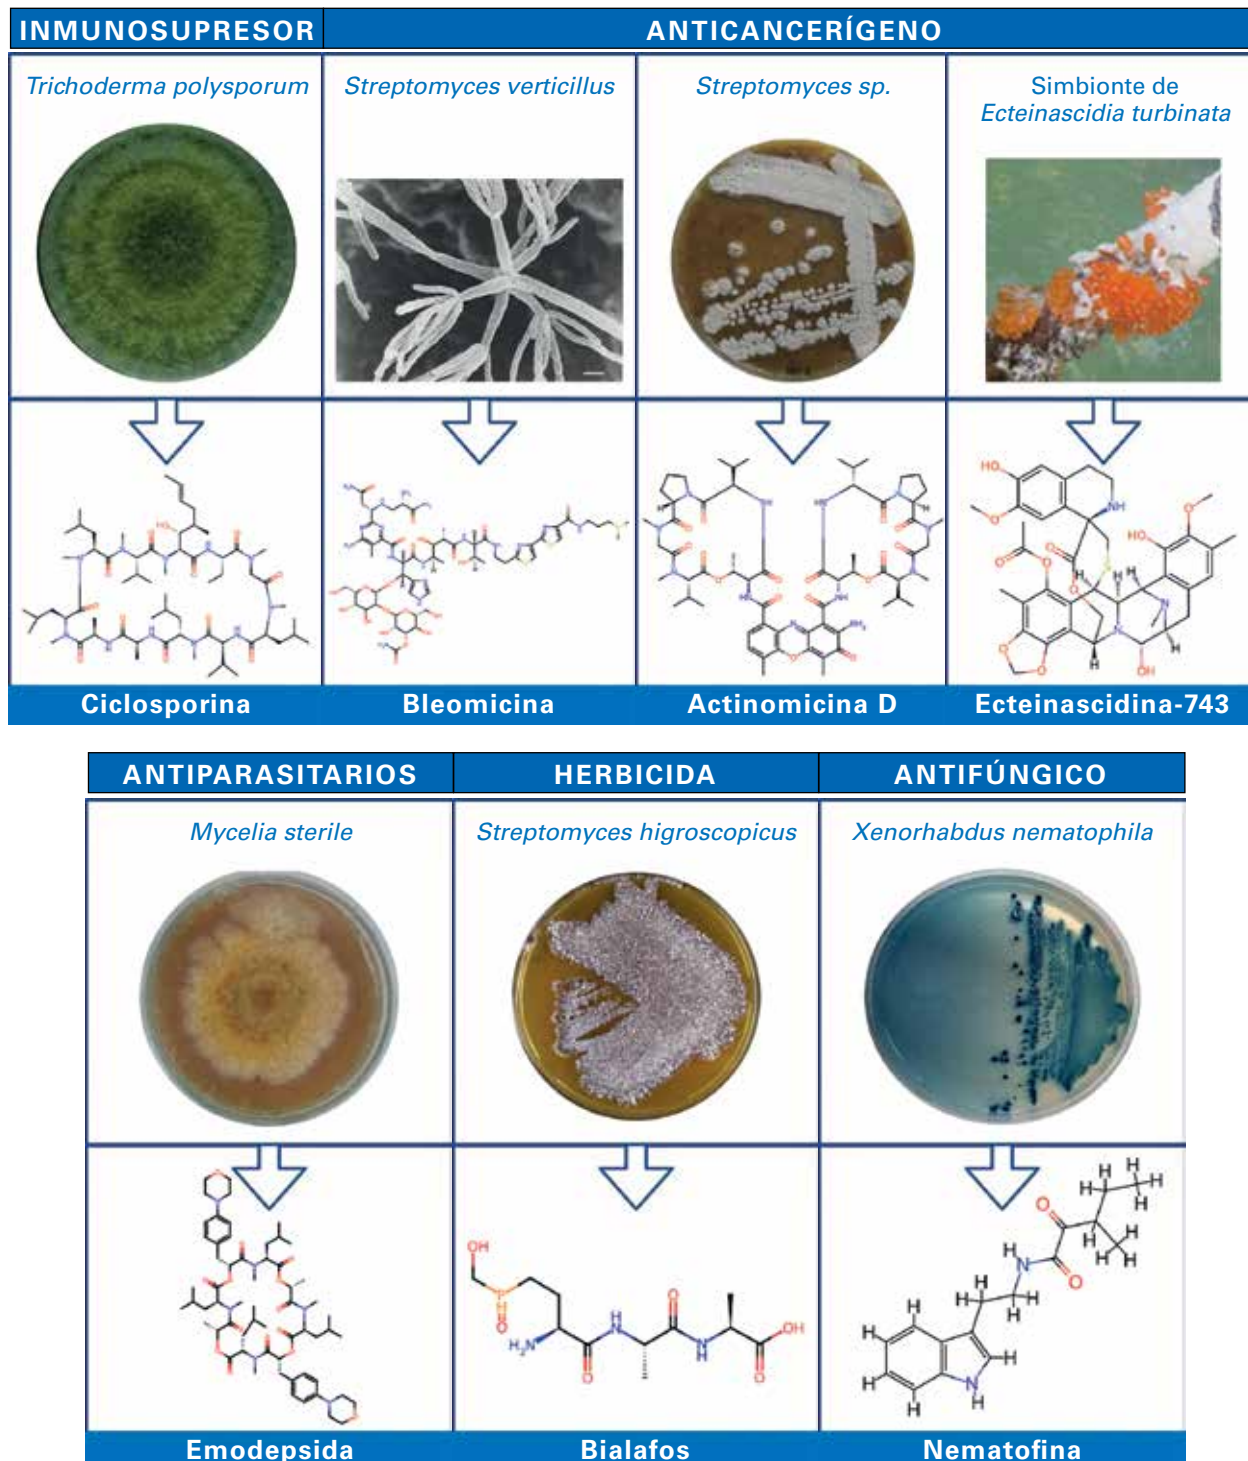 INMUNOSUPRESOR
ANTICANCERÍGENO
Trichoderma polysporum
Streptomyces verticillus
Streptomyces sp.
Simbionte de
Ecteinascidia turbinata
Ciclosporina
Bleomicina
Actinomicina D
Ecteinascidina-743
ANTIPARASITARIOS
HERBICIDA
ANTIFÚNGICO
Mycelia sterile
Streptomyces higroscopicus
Xenorhabdus nematophila
Emodepsida
Bialafos
Nematofina